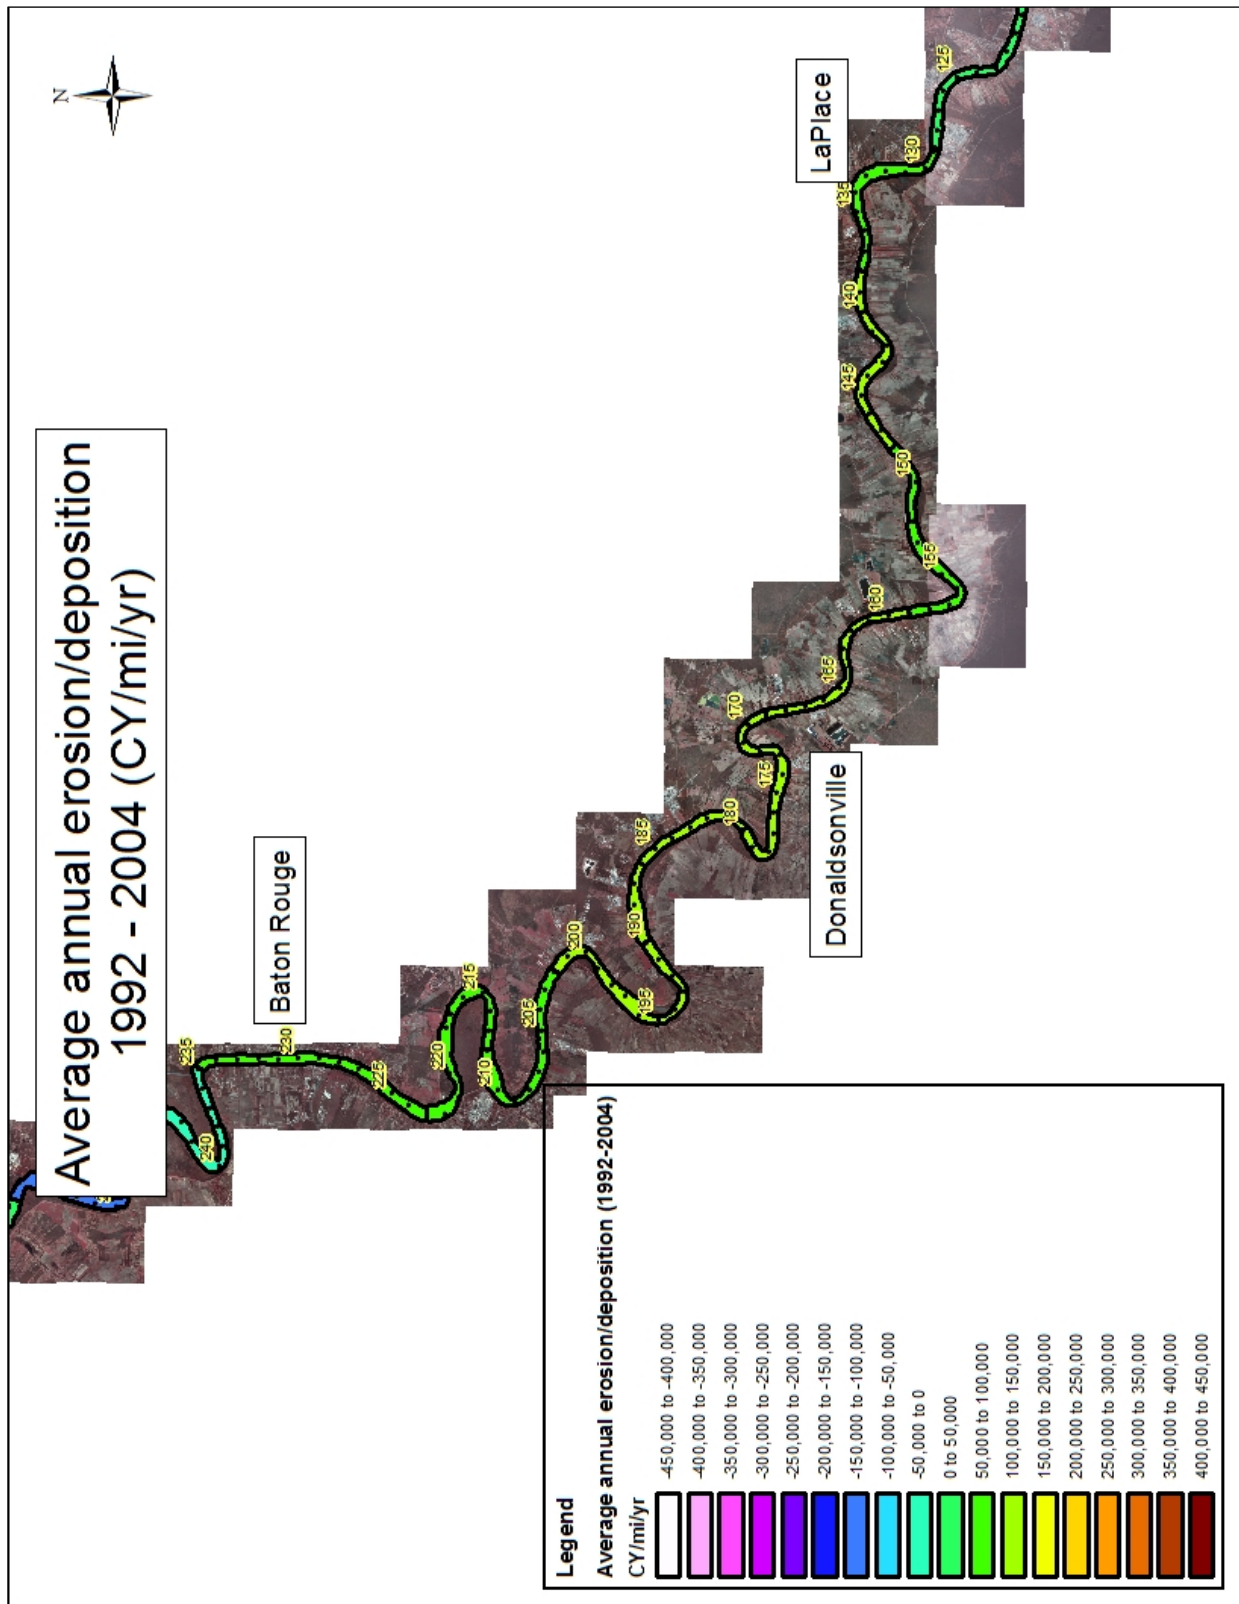 Average annual erosion/deposition
1992 - 2004 (CY/mi/yr)
N
Baton Rouge
LaPlace
Donaldsonville
240
235
230
225
220
215
210
205
200
195
190
185
180
175
170
165
160
155
150
145
140
135
130
125
Legend
Average annual erosion/deposition (1992-2004)
CY/mi/yr
-450,000 to -400,000
-400,000 to -350,000
-350,000 to -300,000
-300,000 to -250,000
-250,000 to -200,000
-200,000 to -150,000
-150,000 to -100,000
-100,000 to -50,000
-50,000 to 0
0 to 50,000
50,000 to 100,000
100,000 to 150,000
150,000 to 200,000
200,000 to 250,000
250,000 to 300,000
300,000 to 350,000
350,000 to 400,000
400,000 to 450,000